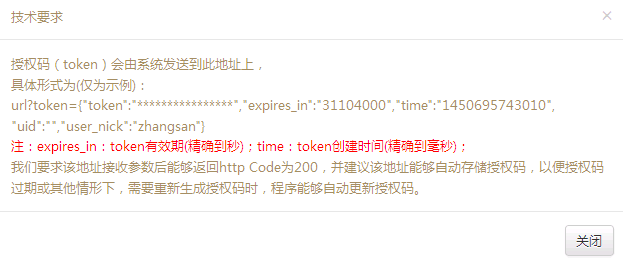 技术要求
×
授权码（token）会由系统发送到此地址上，
具体形式为(仅为示例)：
url?token={"token":"****************","expires_in":"31104000","time":"1450695743010",
"uid":"","user_nick":"zhangsan"}
注：expires_in：token有效期(精确到秒)；time：token创建时间(精确到毫秒)；
我们要求该地址接收参数后能够返回http Code为200，并建议该地址能够自动存储授权码，以便授权码
过期或其他情形下，需要重新生成授权码时，程序能够自动更新授权码。
关闭